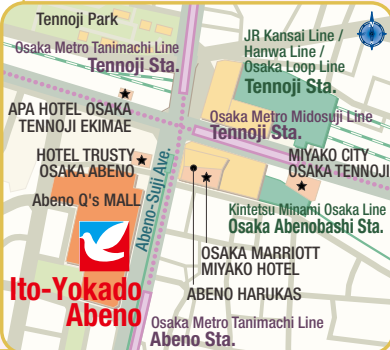 Tennoji Park
Osaka Metro Tanimachi Line
Tennoji Sta.
JR Kansai Line /
Hanwa Line /
Osaka Loop Line
Tennoji Sta.
APA HOTEL OSAKA
TENNOJI EKIMAE
Osaka Metro Midosuji Line
Tennoji Sta.
HOTEL TRUSTY
OSAKA ABENO
MIYAKO CITY
OSAKA TENNOJI
Abeno Q's MALL
Abeno-Suji Ave.
Kintetsu Minami Osaka Line
Osaka Abenobashi Sta.
OSAKA MARRIOTT
MIYAKO HOTEL
ABENO HARUKAS
Ito-Yokado
Abeno
Osaka Metro Tanimachi Line
Abeno Sta.